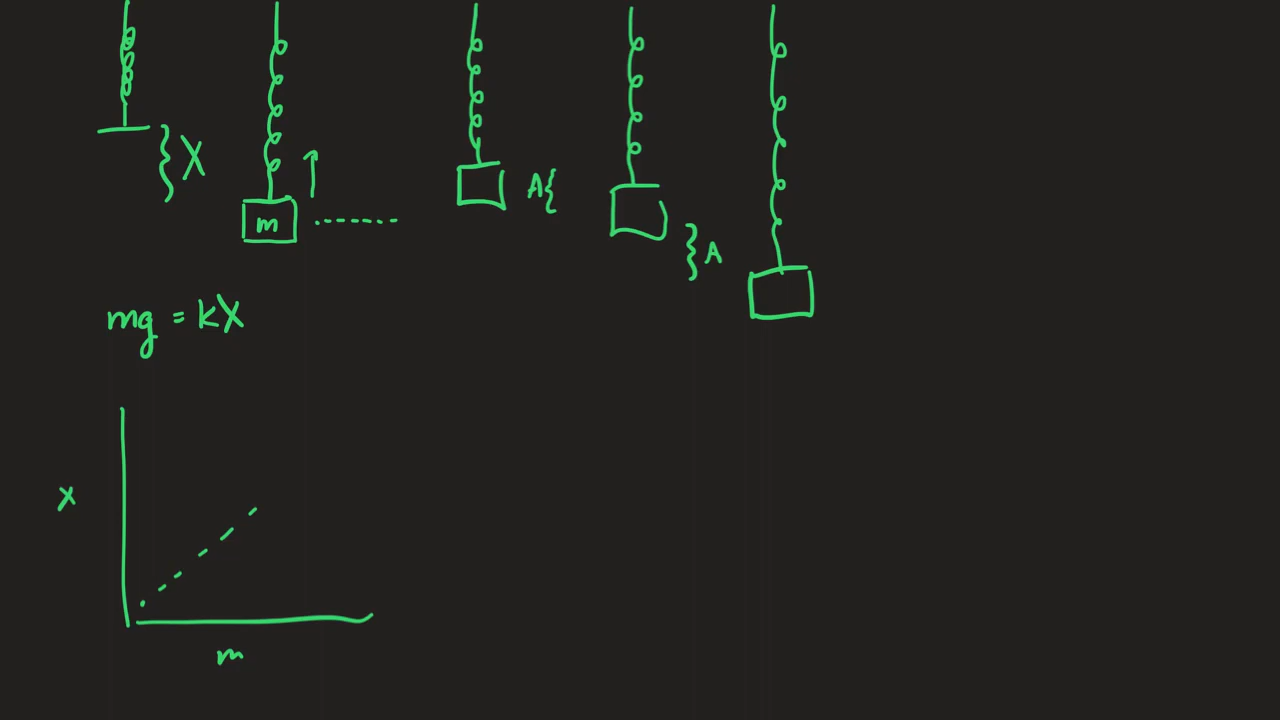 } X
m
A {
} A
mg = kX
x
m